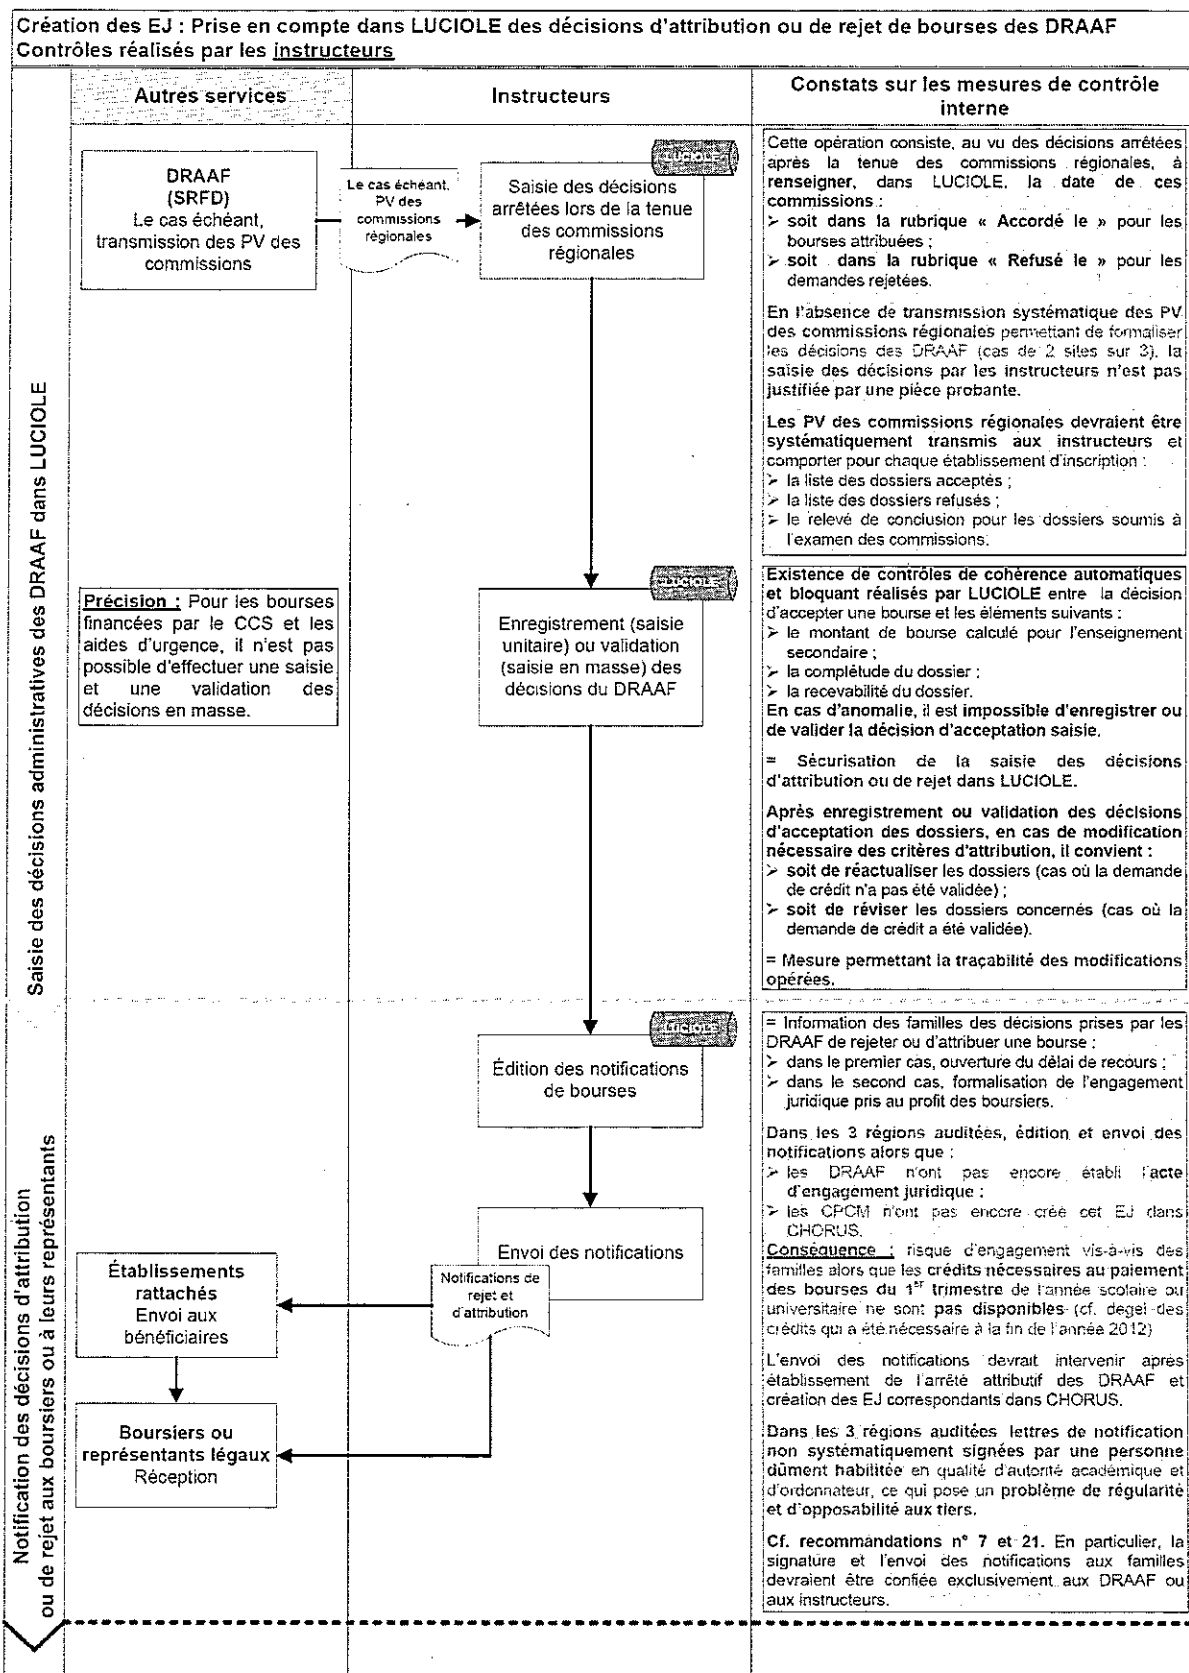 Création des EJ : Prise en compte dans LUCIOLE des décisions d'attribution ou de rejet de bourses des DRAAF
Contrôles réalisés par les instructeurs
Autres services
Instructeurs
Constats sur les mesures de contrôle
interne
Saisie des décisions administratives des DRAAF dans LUCIOLE
DRAAF
(SRFD)
Le cas échéant,
transmission des PV des
commissions
Le cas échéant,
PV des
commissions
régionales
LUCIOLE
Saisie des décisions
arrêtées lors de la tenue
des commissions
régionales
Cette opération consiste, au vu des décisions arrêtées
après la tenue des commissions régionales, à
renseigner, dans LUCIOLE, la date de ces
commissions :
➢ soit dans la rubrique « Accordé le » pour les
bourses attribuées ;
➢ soit dans la rubrique « Refusé le » pour les
demandes rejetées.
En l'absence de transmission systématique des PV
des commissions régionales permettant de formaliser
les décisions des DRAAF (cas de 2 sites sur 3), la
saisie des décisions par les instructeurs n'est pas
justifiée par une pièce probante.
Les PV des commissions régionales devraient être
systématiquement transmis aux instructeurs et
comporter pour chaque établissement d'inscription :
➢ la liste des dossiers acceptés ;
➢ la liste des dossiers refusés ;
➢ le relevé de conclusion pour les dossiers soumis à
l'examen des commissions.
Précision : Pour les bourses
financées par le CCS et les
aides d'urgence, il n'est pas
possible d'effectuer une saisie
et une validation des
décisions en masse.
LUCIOLE
Enregistrement (saisie
unitaire) ou validation
(saisie en masse) des
décisions du DRAAF
Existence de contrôles de cohérence automatiques
et bloquant réalisés par LUCIOLE entre la décision
d'accepter une bourse et les éléments suivants :
➢ le montant de bourse calculé pour l'enseignement
secondaire ;
➢ la complétude du dossier ;
➢ la recevabilité du dossier.
En cas d'anomalie, il est impossible d'enregistrer ou
de valider la décision d'acceptation saisie.
= Sécurisation de la saisie des décisions
d'attribution ou de rejet dans LUCIOLE.
Après enregistrement ou validation des décisions
d'acceptation des dossiers, en cas de modification
nécessaire des critères d'attribution, il convient :
➢ soit de réactualiser les dossiers (cas où la demande
de crédit n'a pas été validée) ;
➢ soit de réviser les dossiers concernés (cas où la
demande de crédit a été validée).
= Mesure permettant la traçabilité des modifications
opérées.
Notification des décisions d'attribution
ou de rejet aux boursiers ou à leurs représentants
LUCIOLE
Édition des notifications
de bourses
Envoi des notifications
Notifications de
rejet et
d'attribution
Établissements
rattachés
Envoi aux
bénéficiaires
Boursiers ou
représentants légaux
Réception
= Information des familles des décisions prises par les
DRAAF de rejeter ou d'attribuer une bourse :
➢ dans le premier cas, ouverture du délai de recours ;
➢ dans le second cas, formalisation de l'engagement
juridique pris au profit des boursiers.
Dans les 3 régions auditées, édition et envoi des
notifications alors que :
➢ les DRAAF n'ont pas encore établi l'acte
d'engagement juridique ;
➢ les CPCM n'ont pas encore créé cet EJ dans
CHORUS.
Conséquence : risque d'engagement vis-à-vis des
familles alors que les crédits nécessaires au paiement
des bourses du 1er trimestre de l'année scolaire ou
universitaire ne sont pas disponibles (cf. degel des
crédits qui a été nécessaire à la fin de l'année 2012)
L'envoi des notifications devrait intervenir après
établissement de l'arrêté attributif des DRAAF et
création des EJ correspondants dans CHORUS.
Dans les 3 régions auditées lettres de notification
non systématiquement signées par une personne
dûment habilitée en qualité d'autorité académique et
d'ordonnateur, ce qui pose un problème de régularité
et d'opposabilité aux tiers.
Cf. recommandations n° 7 et 21. En particulier, la
signature et l'envoi des notifications aux familles
devraient être confiée exclusivement aux DRAAF ou
aux instructeurs.